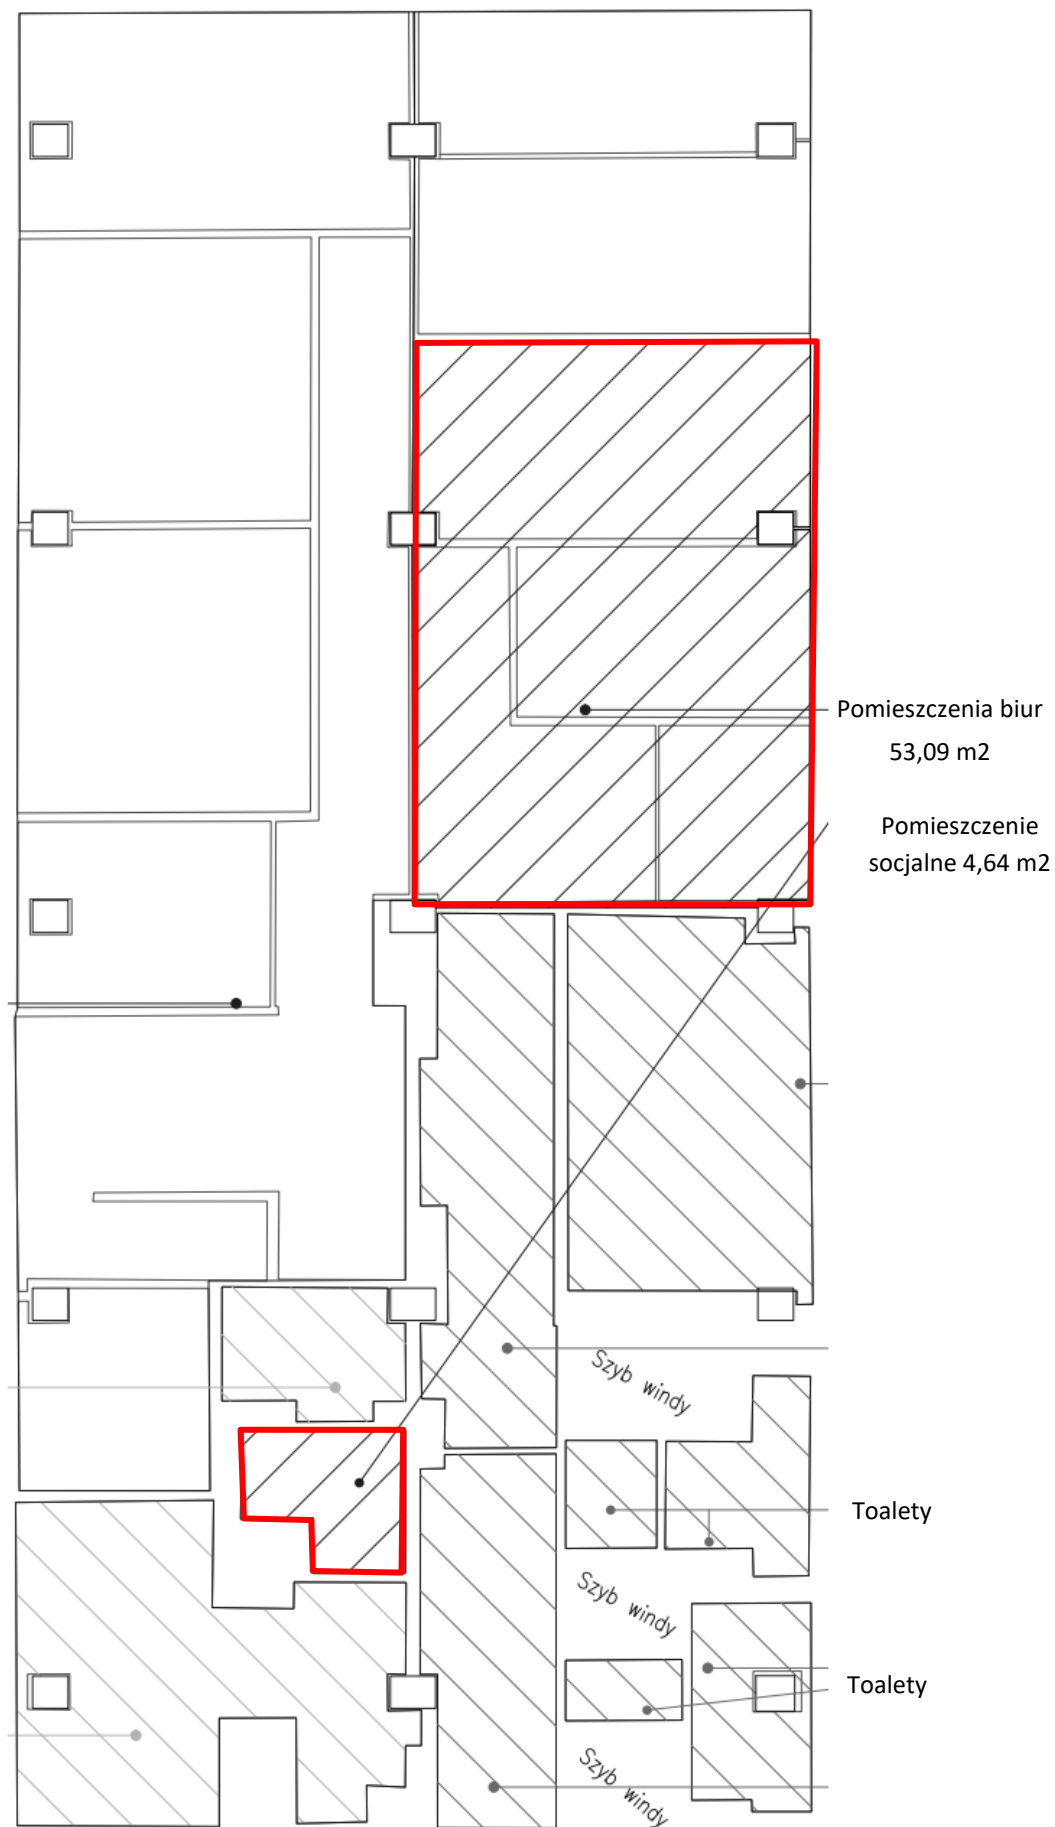 Pomieszczenia biur
53,09 m2
Pomieszczenie
socjalne 4,64 m2
Szyb windy
Toalety
Szyb windy
Toalety
Szyb windy